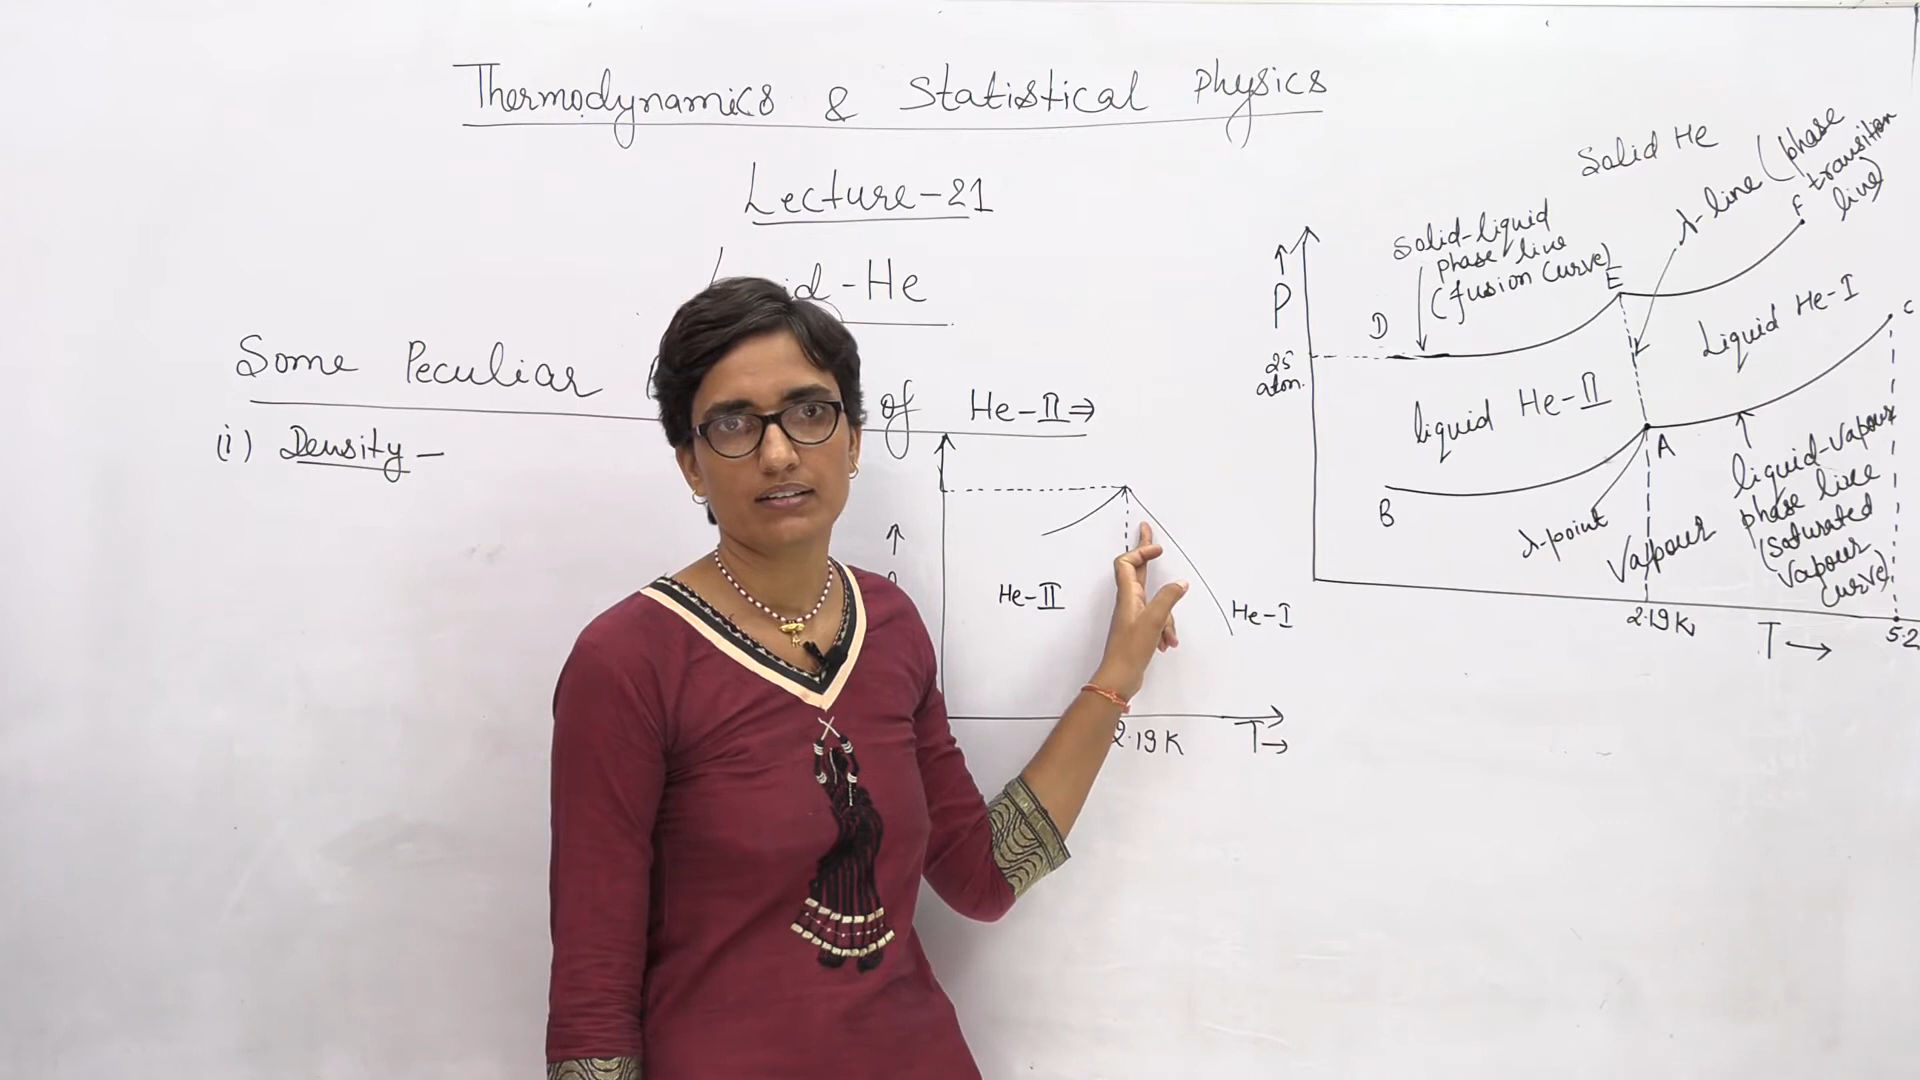 Thermodynamics & Statistical Physics
Lecture-21
-He
Some Peculiar
of He-II⇒
(i) Density -
↑
He-II
He-I
2.19K
T→
Solid He
λ-line (phase
transition
line)
F
Solid-liquid
phase line
(fusion Curve)
E
↑
P
D
25
atm.
Liquid He-I
C
liquid He-II
A
B
λ-point
Vapour
liquid-vapour
phase line
(Saturated
Vapour
Curve)
2.19K
T→
5.2